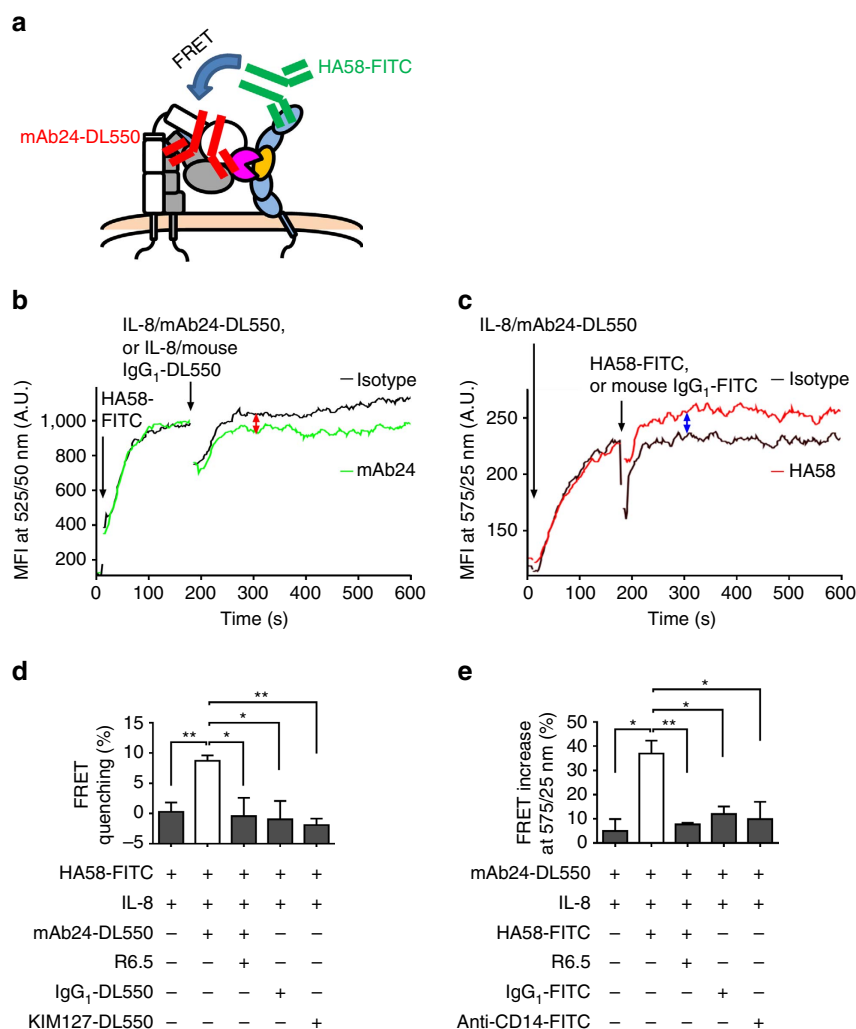 a
FRET
HA58-FITC
mAb24-DL550
b
IL-8/mAb24-DL550,
or IL-8/mouse
IgG1-DL550
HA58-
FITC
Isotype
mAb24
MFI at 525/50 nm (A.U.)
1,000
800
600
400
200
0 100 200 300 400 500 600
Time (s)
c
IL-8/mAb24-DL550
HA58-FITC,
or mouse IgG1-FITC
Isotype
HA58
MFI at 575/25 nm (A.U.)
250
200
150
0 100 200 300 400 500 600
Time (s)
d
**
*
** *
FRET
quenching (%)
15
10
5
0
−5
HA58-FITC + + + + +
IL-8 + + + + +
mAb24-DL550 − + + − −
R6.5 − − + − −
IgG1-DL550 − − − + −
KIM127-DL550 − − − − +
e
*
*
* **
FRET increase
at 575/25 nm (%)
50
40
30
20
10
0
mAb24-DL550 + + + + +
IL-8 + + + + +
HA58-FITC − + + − −
R6.5 − − + − −
IgG1-FITC − − − + −
Anti-CD14-FITC − − − − +